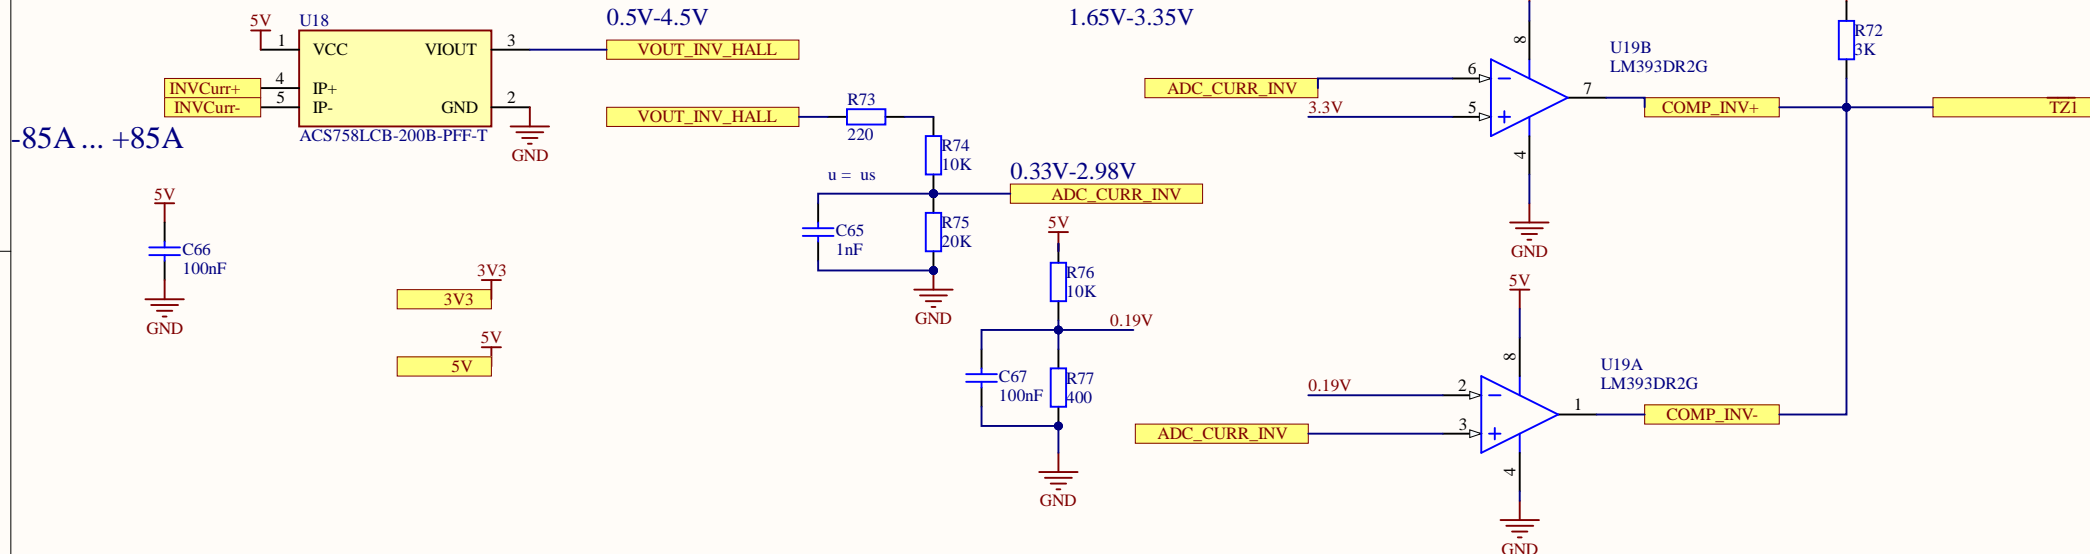 5V
U18
0.5V-4.5V
1.65V-3.35V
1
VCC
VIOUT
3
VOUT_INV_HALL
INVCurr+
4
IP+
INVCurr-
5
IP-
GND
2
ACS758LCB-200B-PFF-T
GND
-85A ... +85A
VOUT_INV_HALL
R73
220
R74
10K
u = us
0.33V-2.98V
ADC_CURR_INV
C65
1nF
R75
20K
GND
5V
C66
100nF
GND
3V3
3V3
5V
5V
5V
R76
10K
0.19V
C67
100nF
R77
400
GND
ADC_CURR_INV
3.3V
6
5
8
4
7
U19B
LM393DR2G
COMP_INV+
R72
3K
TZ1
GND
5V
8
U19A
LM393DR2G
0.19V
2
ADC_CURR_INV
3
1
COMP_INV-
4
GND